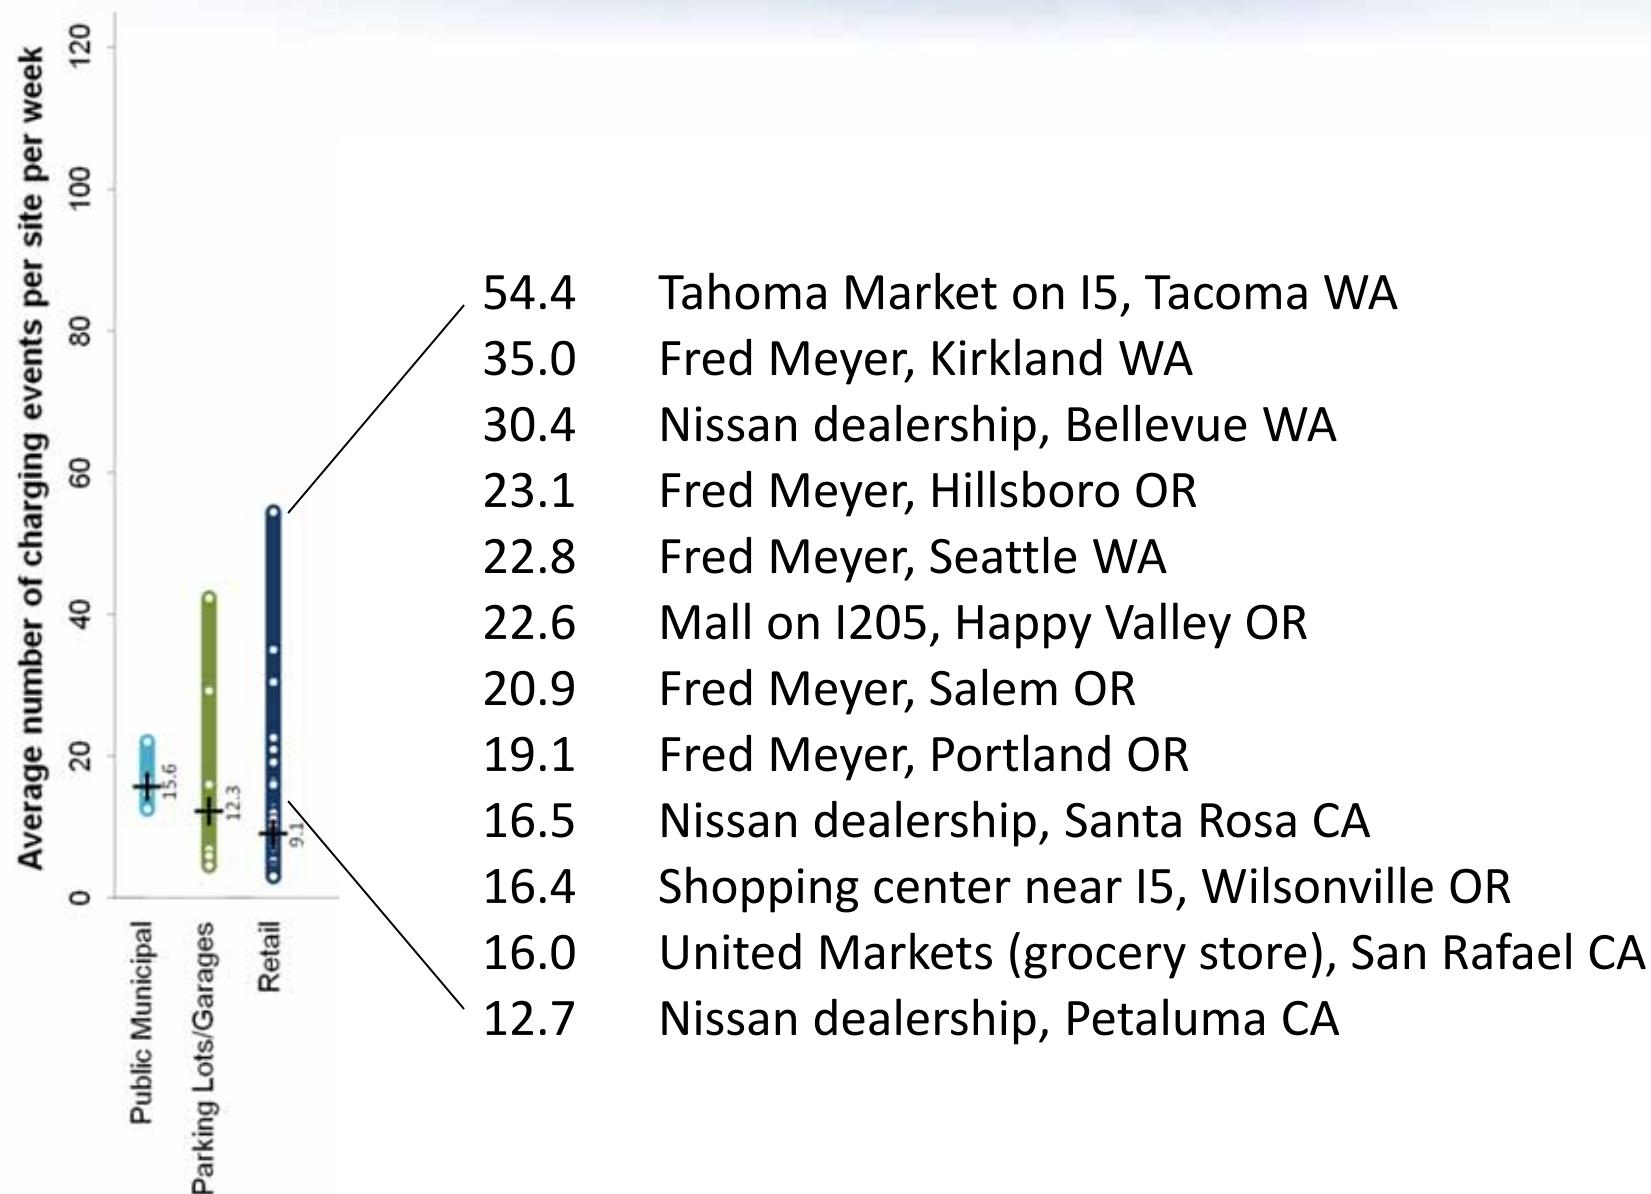 Average number of charging events per site per week
120
100
80
60
40
20
0
15.6
12.3
9.1
Public Municipal
Parking Lots/Garages
Retail
54.4 Tahoma Market on I5, Tacoma WA
35.0 Fred Meyer, Kirkland WA
30.4 Nissan dealership, Bellevue WA
23.1 Fred Meyer, Hillsboro OR
22.8 Fred Meyer, Seattle WA
22.6 Mall on I205, Happy Valley OR
20.9 Fred Meyer, Salem OR
19.1 Fred Meyer, Portland OR
16.5 Nissan dealership, Santa Rosa CA
16.4 Shopping center near I5, Wilsonville OR
16.0 United Markets (grocery store), San Rafael CA
12.7 Nissan dealership, Petaluma CA